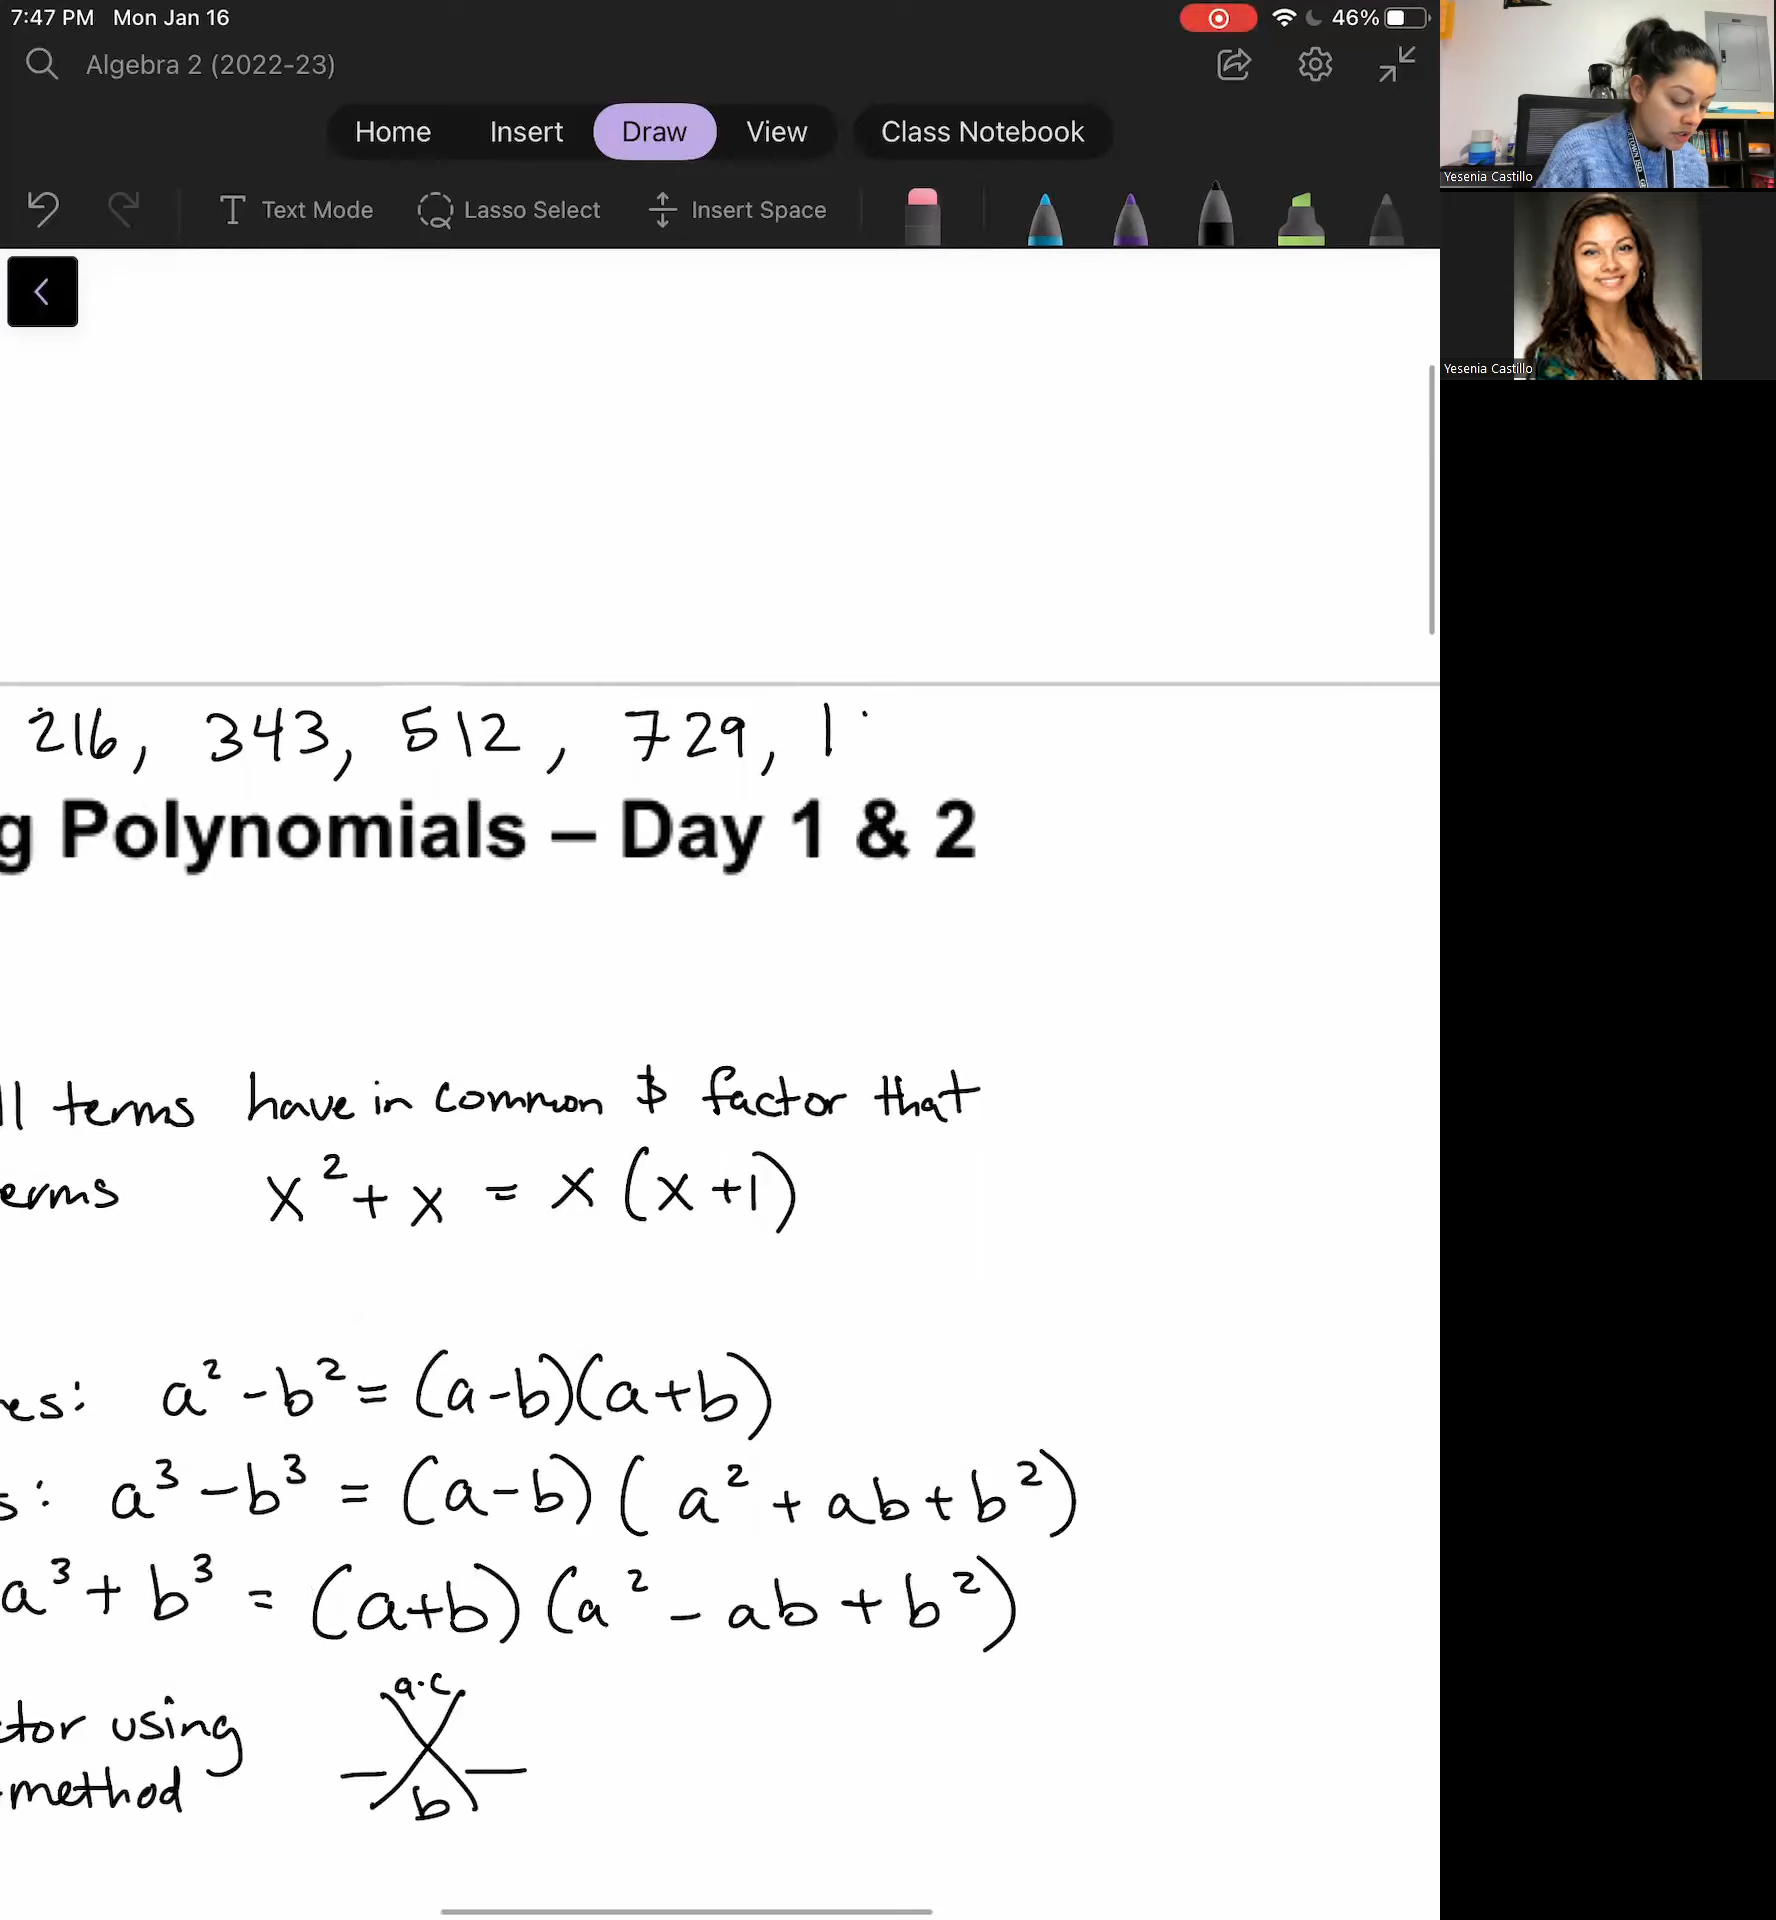 7:47 PM Mon Jan 16 46%
Algebra 2 (2022-23)
Home Insert Draw View Class Notebook
Text Mode Lasso Select Insert Space
Yesenia Castillo
Yesenia Castillo
216, 343, 512, 729, 1
g Polynomials – Day 1 & 2
ll terms have in common & factor that
erms x² + x = x (x+1)
es: a² - b² = (a-b)(a+b)
s: a³ - b³ = (a-b) (a² + ab + b²)
a³ + b³ = (a+b) (a² - ab + b²)
a·c
tor using
-method
b